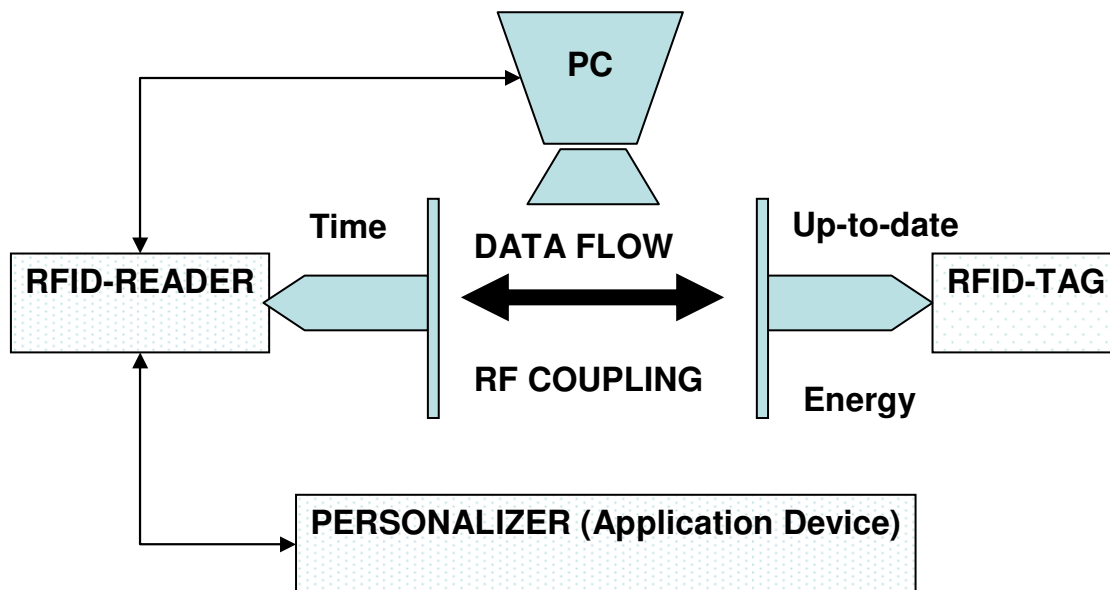 PC
Time
DATA FLOW
Up-to-date
RFID-READER
RFID-TAG
RF COUPLING
Energy
PERSONALIZER (Application Device)